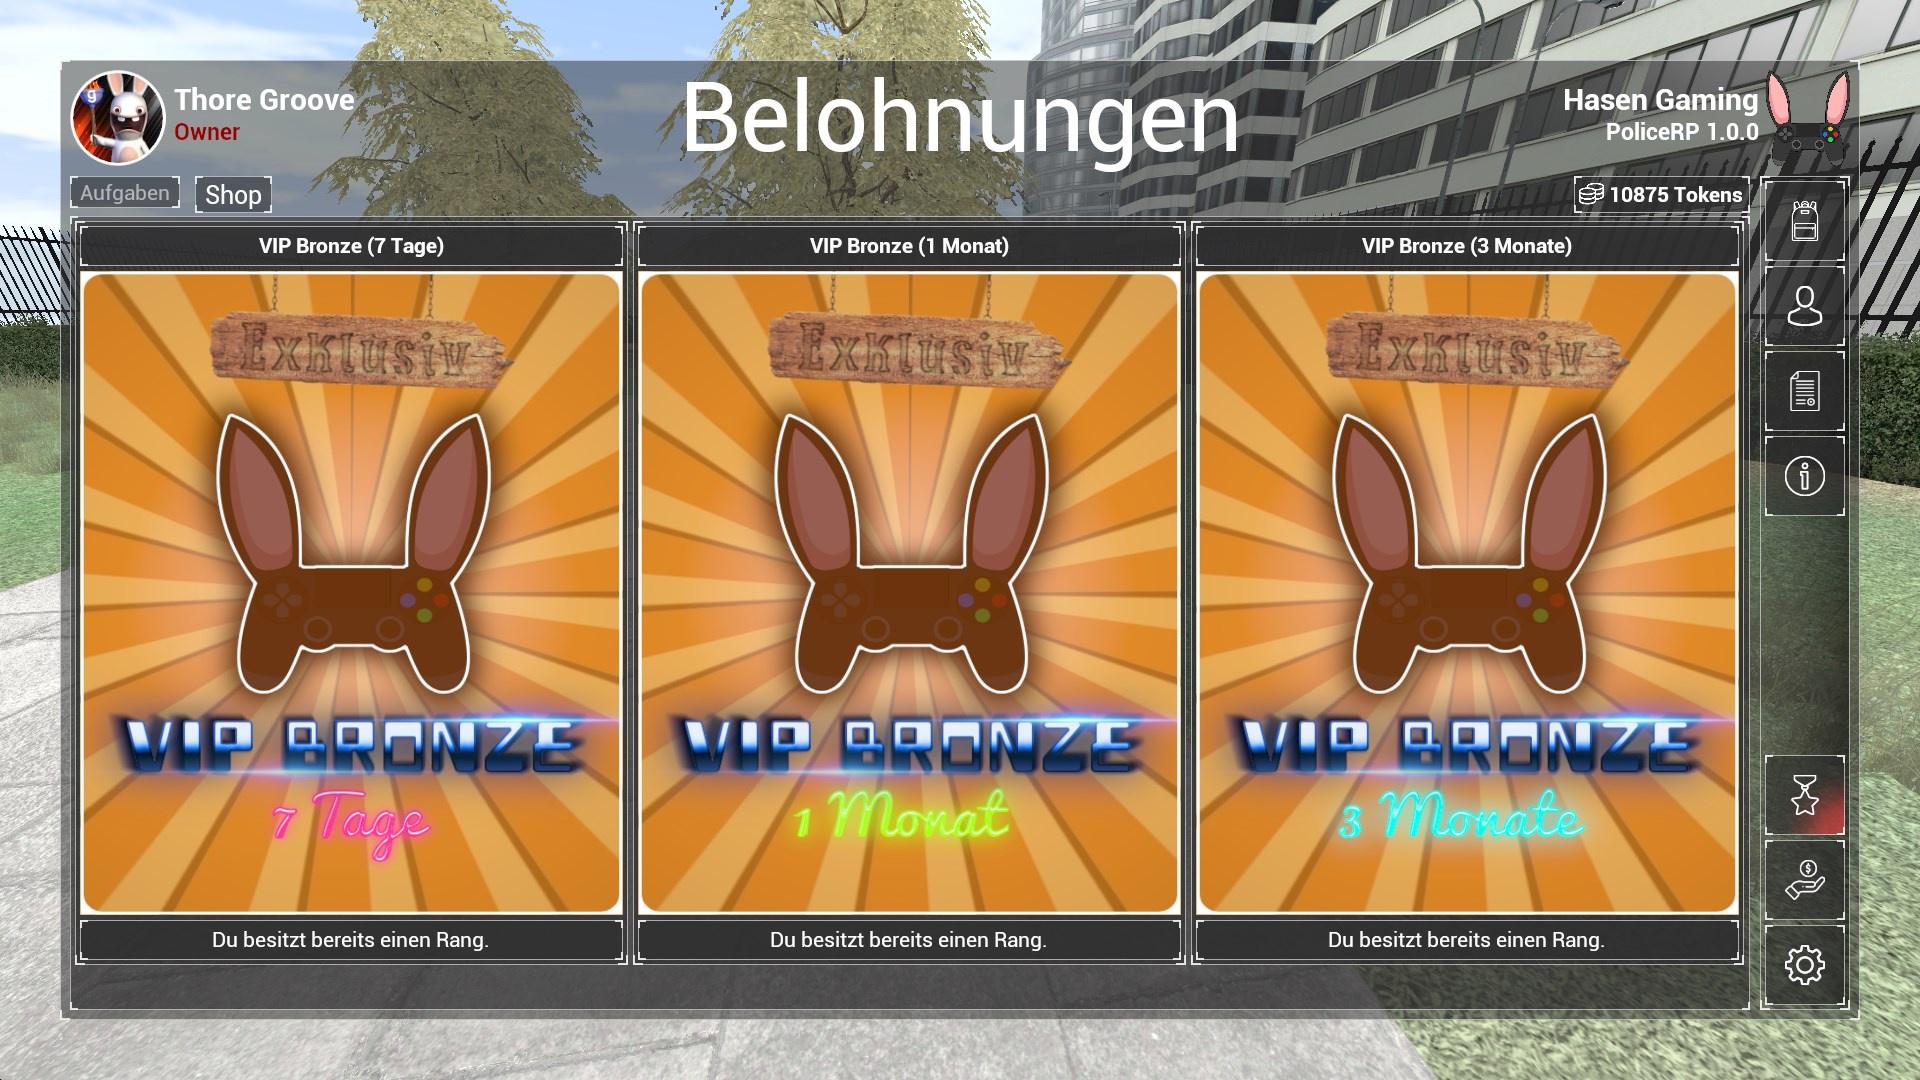 Thore Groove
Owner
Belohnungen
Hasen Gaming
PoliceRP 1.0.0
Aufgaben
Shop
10875 Tokens
VIP Bronze (7 Tage)
VIP Bronze (1 Monat)
VIP Bronze (3 Monate)
Exklusiv
Exklusiv
Exklusiv
VIP BRONZE
VIP BRONZE
VIP BRONZE
7 Tage
1 Monat
3 Monate
Du besitzt bereits einen Rang.
Du besitzt bereits einen Rang.
Du besitzt bereits einen Rang.